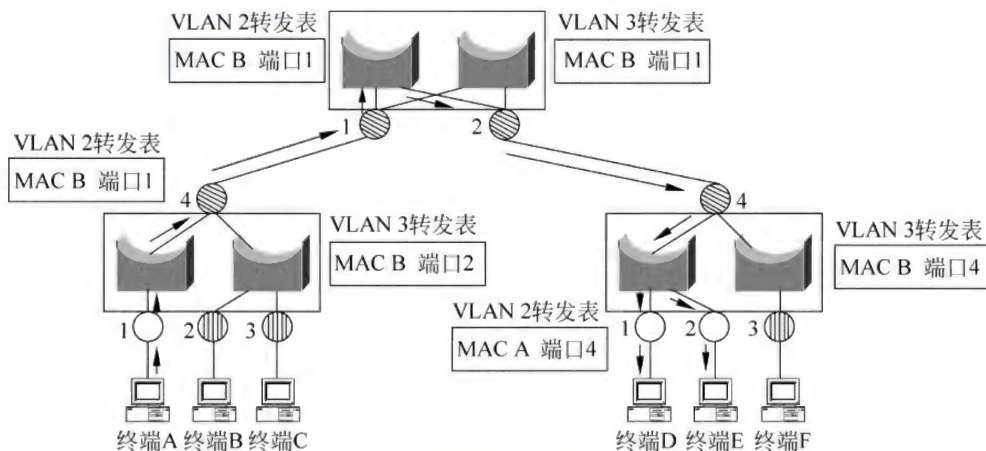 VLAN 2转发表
MAC B 端口1
VLAN 3转发表
MAC B 端口1
1
2
VLAN 2转发表
MAC B 端口1
4
4
VLAN 3转发表
MAC B 端口2
VLAN 3转发表
MAC B 端口4
VLAN 2转发表
MAC A 端口4
1
2
3
1
2
3
终端A
终端B
终端C
终端D
终端E
终端F